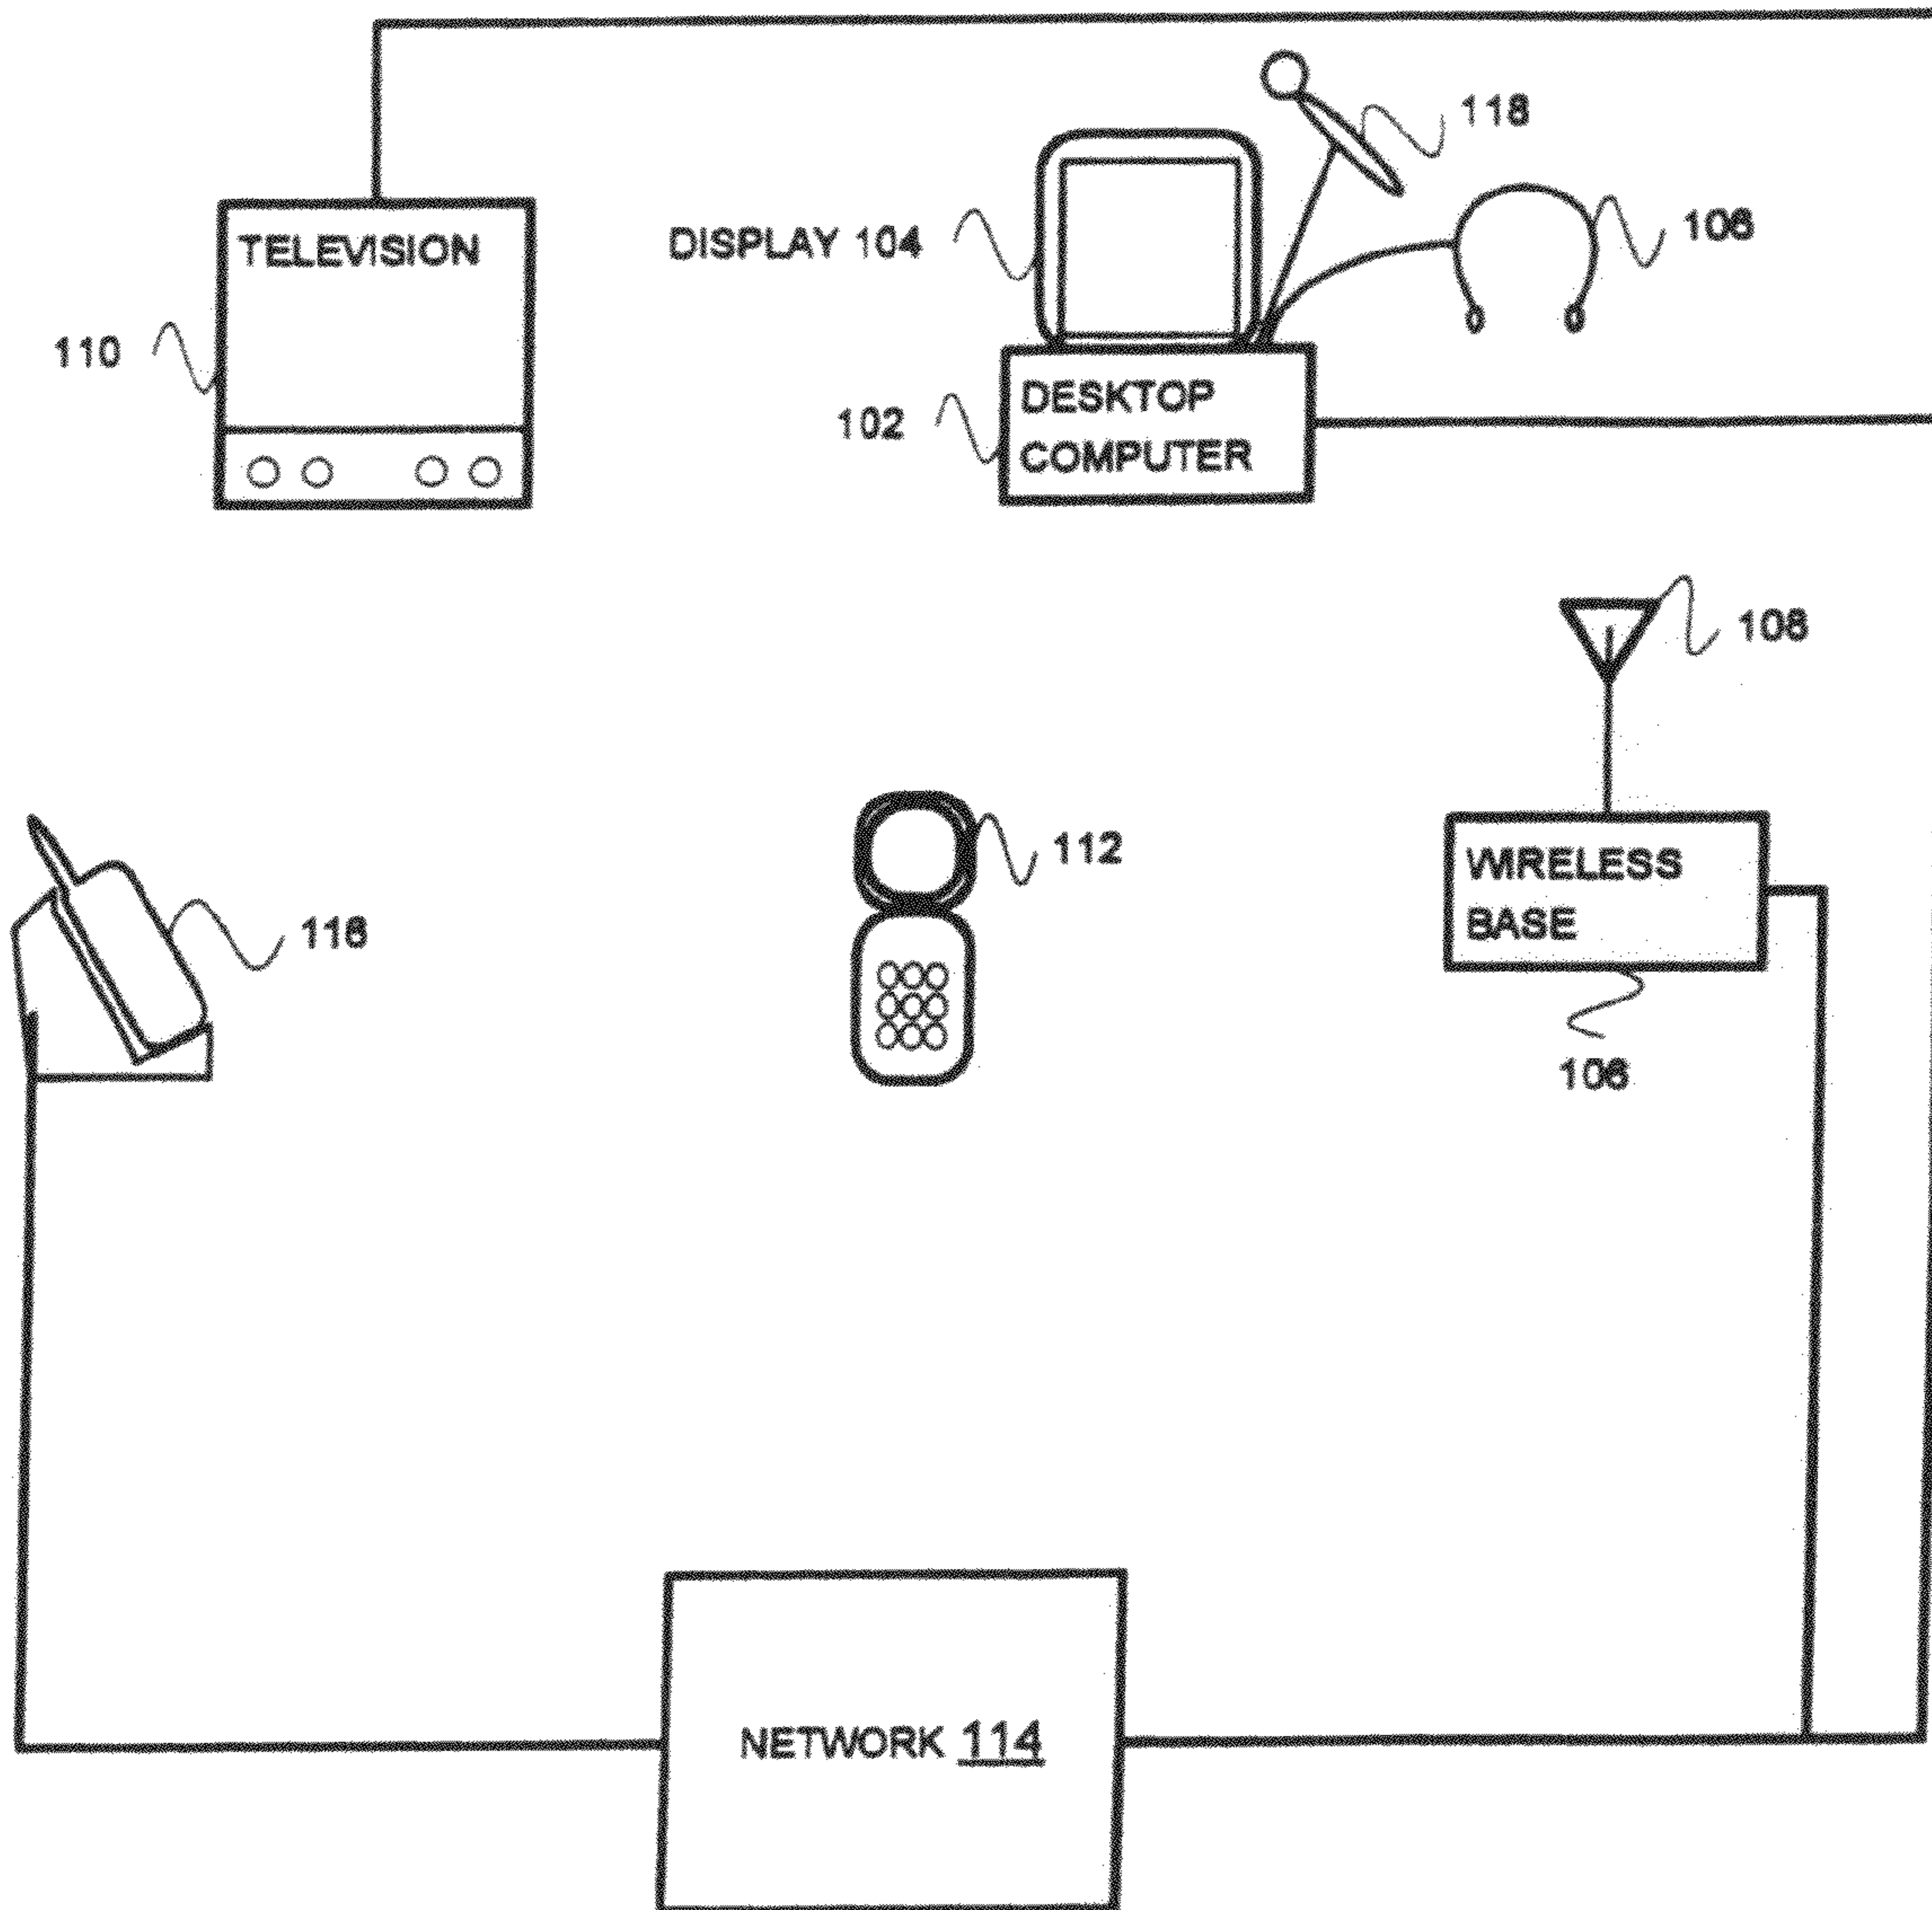 118
TELEVISION
DISPLAY 104
106
110
102
DESKTOP
COMPUTER
108
112
WIRELESS
BASE
116
106
NETWORK 114